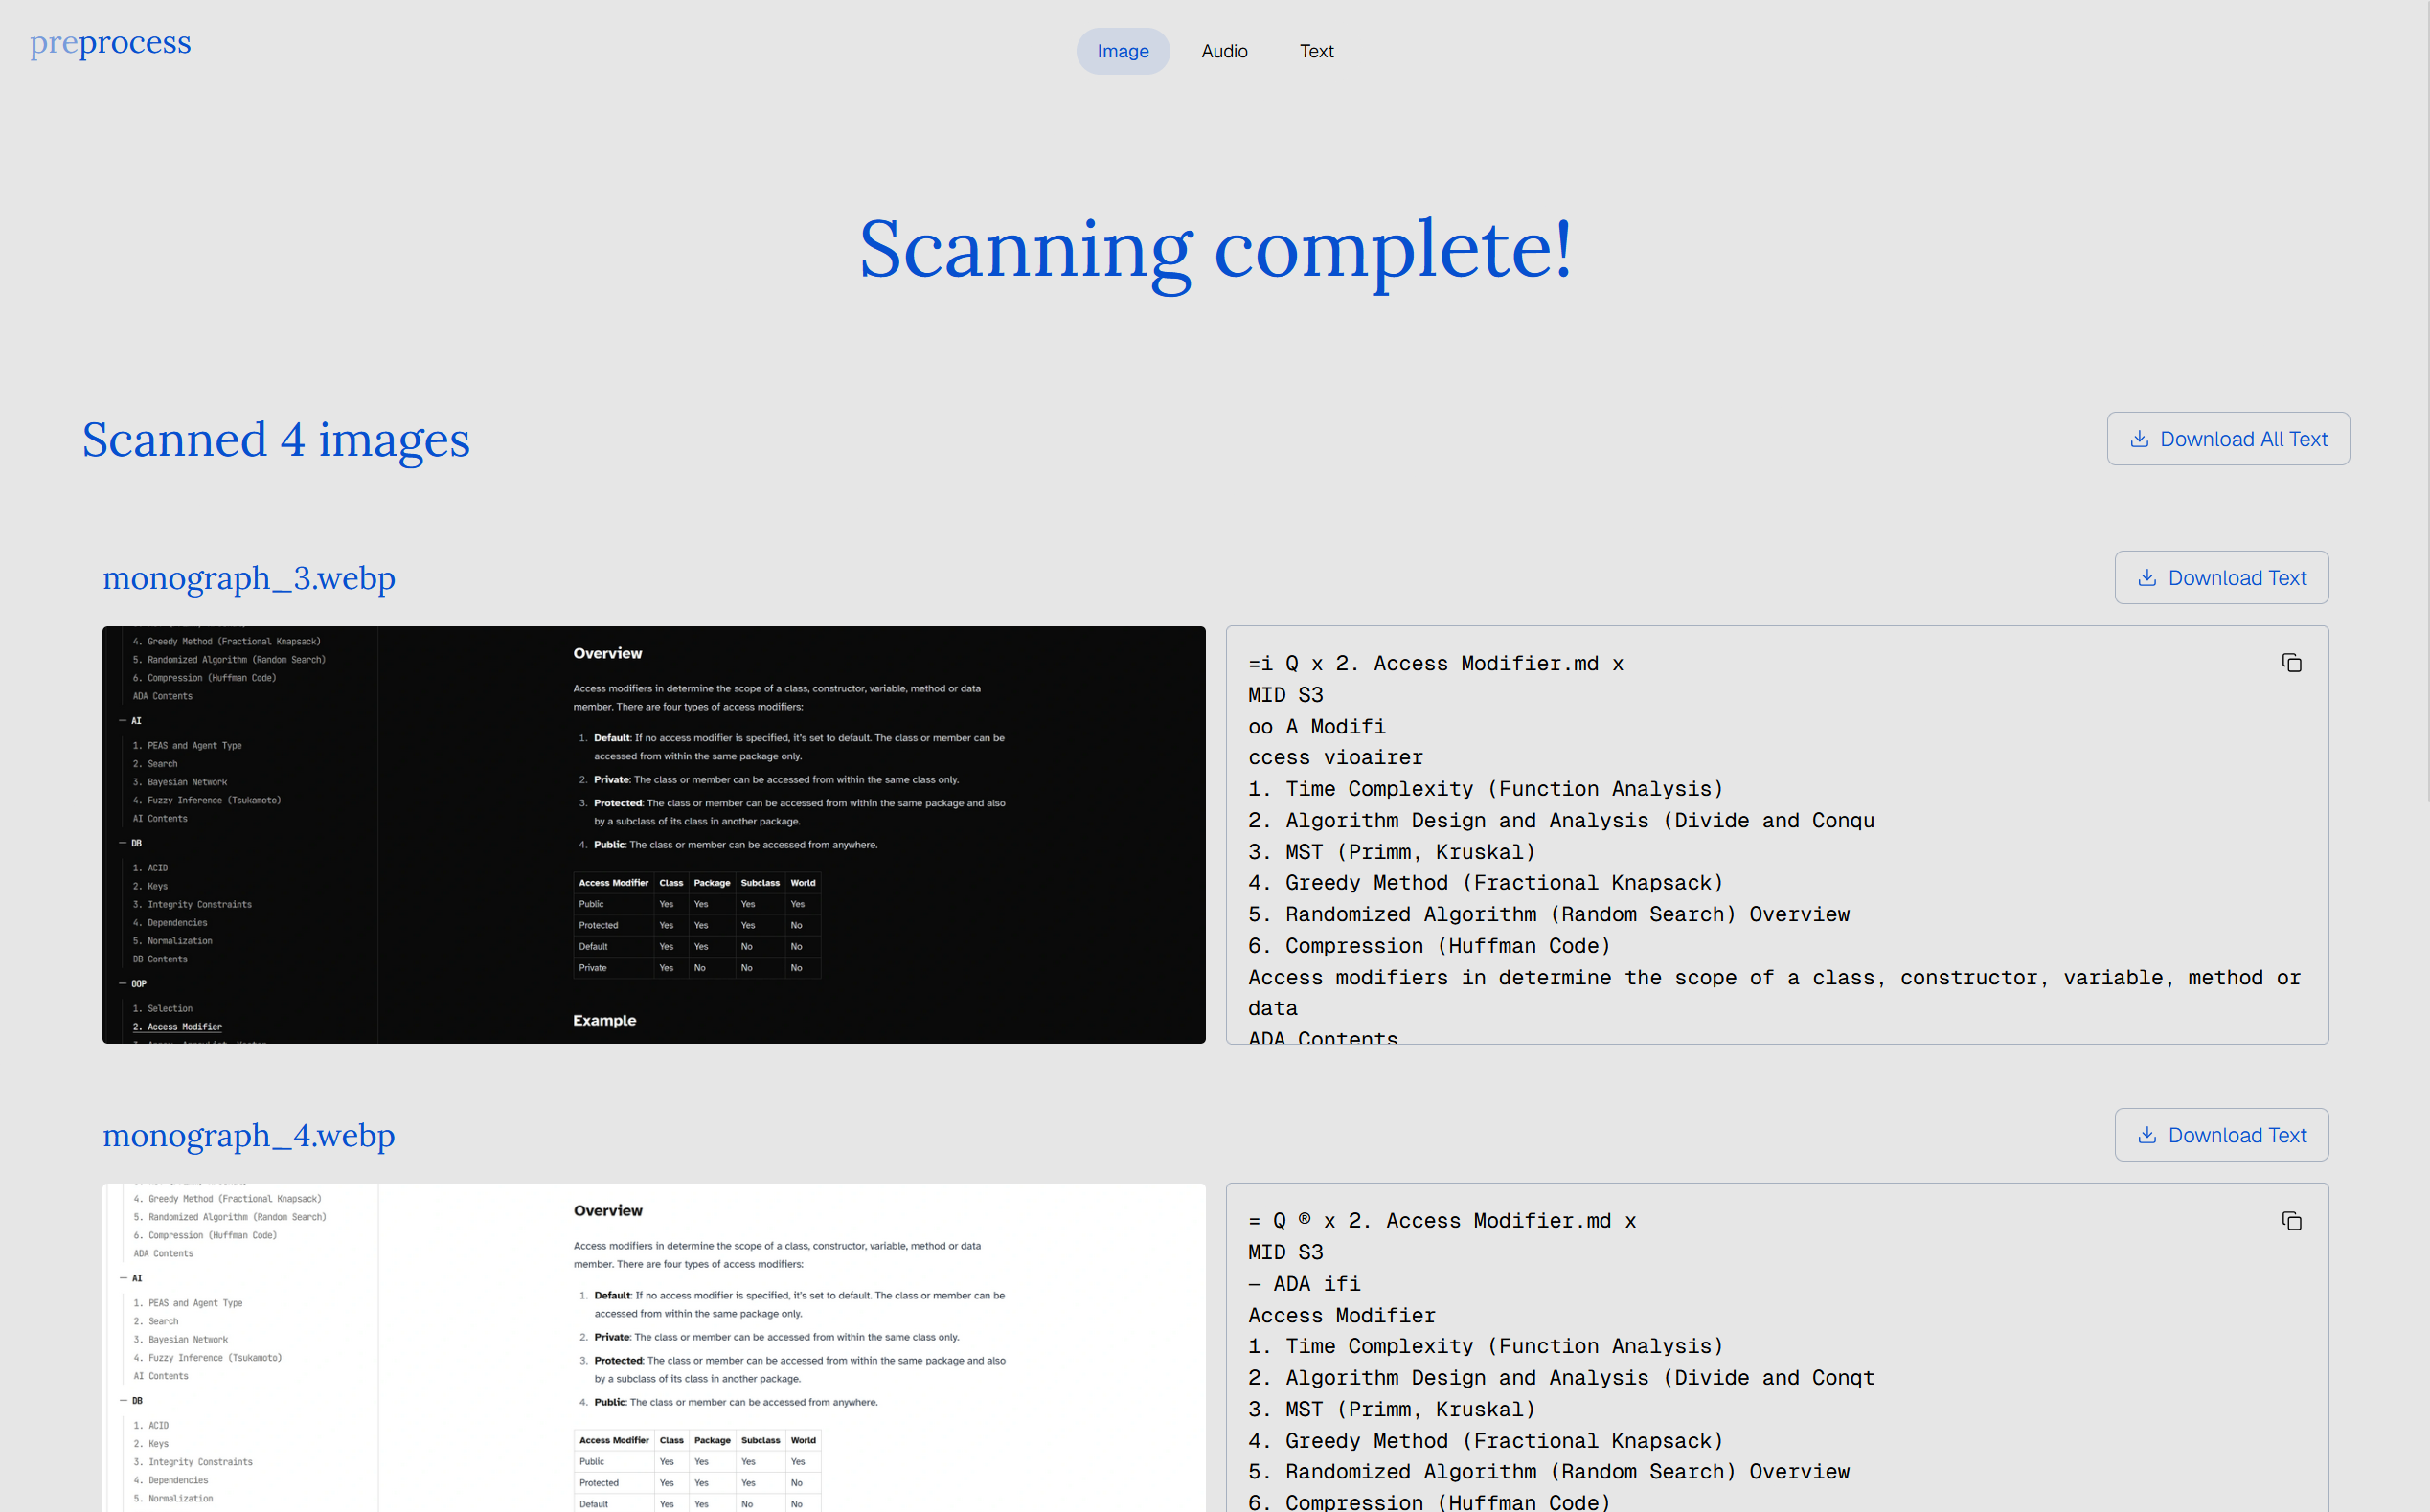 preprocess
Image
Audio
Text
Scanning complete!
Scanned 4 images
Download All Text
monograph_3.webp
Download Text
4. Greedy Method (Fractional Knapsack)
5. Randomized Algorithm (Random Search)
6. Compression (Huffman Code)
ADA Contents
— AI
1. PEAS and Agent Type
2. Search
3. Bayesian Network
4. Fuzzy Inference (Tsukamoto)
AI Contents
— DB
1. ACID
2. Keys
3. Integrity Constraints
4. Dependencies
5. Normalization
DB Contents
— OOP
1. Selection
2. Access Modifier
Overview
Access modifiers in determine the scope of a class, constructor, variable, method or data
member. There are four types of access modifiers:
1. Default: If no access modifier is specified, it's set to default. The class or member can be
accessed from within the same package only.
2. Private: The class or member can be accessed from within the same class only.
3. Protected: The class or member can be accessed from within the same package and also
by a subclass of its class in another package.
4. Public: The class or member can be accessed from anywhere.
Access Modifier Class Package Subclass World
Public Yes Yes Yes Yes
Protected Yes Yes Yes No
Default Yes Yes No No
Private Yes No No No
Example
=i Q x 2. Access Modifier.md x
MID S3
oo A Modifi
ccess vioairer
1. Time Complexity (Function Analysis)
2. Algorithm Design and Analysis (Divide and Conqu
3. MST (Primm, Kruskal)
4. Greedy Method (Fractional Knapsack)
5. Randomized Algorithm (Random Search) Overview
6. Compression (Huffman Code)
Access modifiers in determine the scope of a class, constructor, variable, method or
data
ADA Contents
monograph_4.webp
Download Text
4. Greedy Method (Fractional Knapsack)
5. Randomized Algorithm (Random Search)
6. Compression (Huffman Code)
ADA Contents
— AI
1. PEAS and Agent Type
2. Search
3. Bayesian Network
4. Fuzzy Inference (Tsukamoto)
AI Contents
— DB
1. ACID
2. Keys
3. Integrity Constraints
4. Dependencies
5. Normalization
Overview
Access modifiers in determine the scope of a class, constructor, variable, method or data
member. There are four types of access modifiers:
1. Default: If no access modifier is specified, it's set to default. The class or member can be
accessed from within the same package only.
2. Private: The class or member can be accessed from within the same class only.
3. Protected: The class or member can be accessed from within the same package and also
by a subclass of its class in another package.
4. Public: The class or member can be accessed from anywhere.
Access Modifier Class Package Subclass World
Public Yes Yes Yes Yes
Protected Yes Yes Yes No
Default Yes Yes No No
= Q ® x 2. Access Modifier.md x
MID S3
— ADA ifi
Access Modifier
1. Time Complexity (Function Analysis)
2. Algorithm Design and Analysis (Divide and Conqt
3. MST (Primm, Kruskal)
4. Greedy Method (Fractional Knapsack)
5. Randomized Algorithm (Random Search) Overview
6. Compression (Huffman Code)